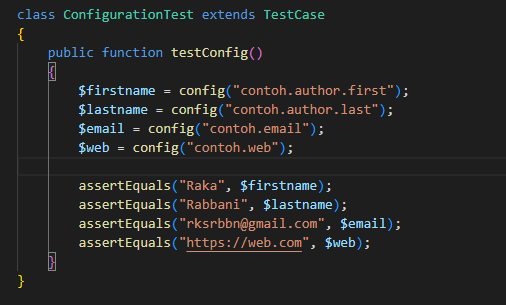 class ConfigurationTest extends TestCase
{
    public function testConfig()
    {
        $firstname = config("contoh.author.first");
        $lastname = config("contoh.author.last");
        $email = config("contoh.email");
        $web = config("contoh.web");

        assertEquals("Raka", $firstname);
        assertEquals("Rabbani", $lastname);
        assertEquals("rksrbbn@gmail.com", $email);
        assertEquals("https://web.com", $web);
    }
}